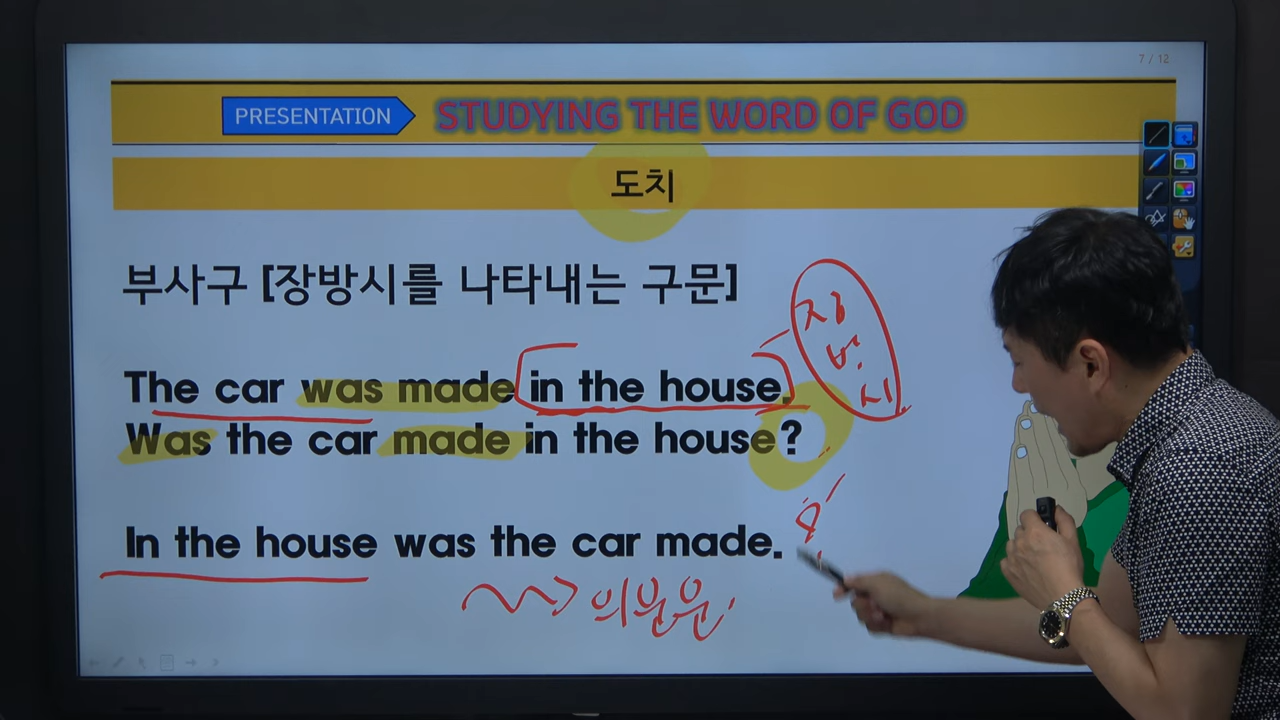 7 / 12
PRESENTATION STUDYING THE WORD OF GOD
도치
부사구 [장방시를 나타내는 구문]
장
방
시
The car was made in the house.
Was the car made in the house?
In the house was the car made.
의문문.